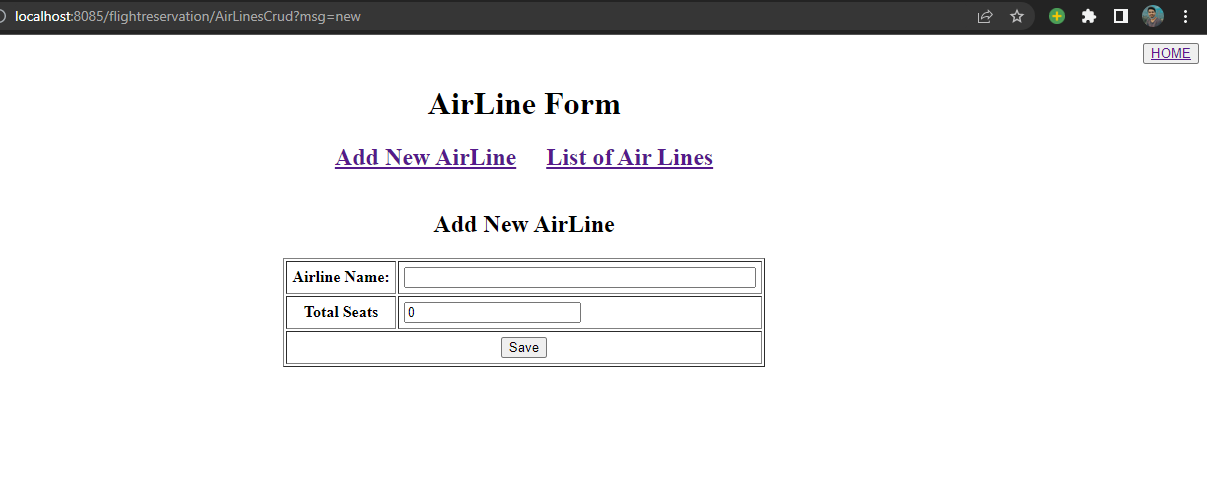 localhost:8085/flightreservation/AirLinesCrud?msg=new
HOME
AirLine Form
Add New AirLine List of Air Lines
Add New AirLine
Airline Name:
Total Seats 0
Save